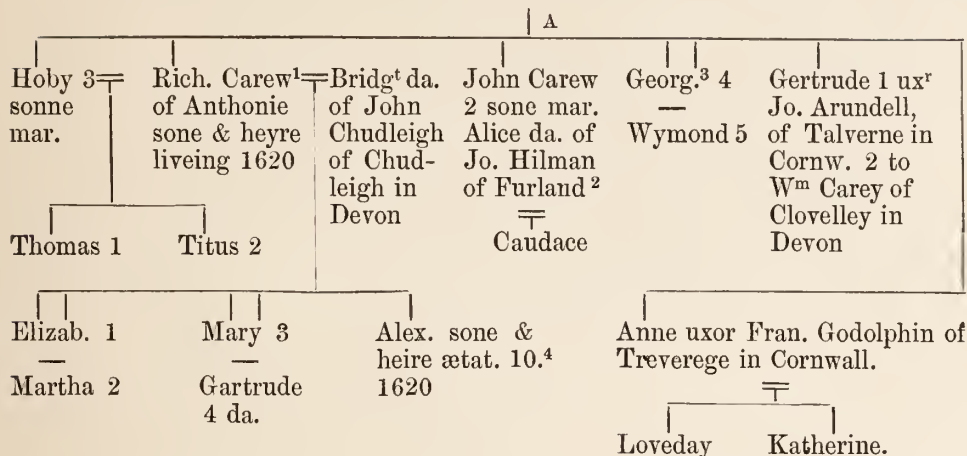 A
Hoby 3
sonne
mar.
Rich. Carew¹
of Anthonie
sone & heyre
liveing 1620
Bridgᵗ da.
of John
Chudleigh
of Chud-
leigh in
Devon
John Carew
2 sone mar.
Alice da. of
Jo. Hilman
of Furland ²
Caudace
Georg.³ 4
—
Wymond 5
Gertrude 1 uxʳ
Jo. Arundell,
of Talverne in
Cornw. 2 to
Wᵐ Carey of
Clovelley in
Devon
Thomas 1
Titus 2
Elizab. 1
—
Martha 2
Mary 3
—
Gartrude
4 da.
Alex. sone &
heire ætat. 10.⁴
1620
Anne uxor Fran. Godolphin of
Treverege in Cornwall.
Loveday
Katherine.